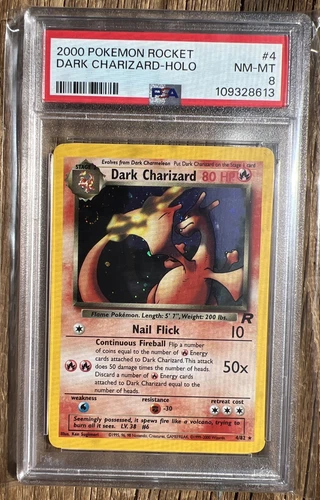 2000 POKEMON ROCKET #4
DARK CHARIZARD-HOLO NM-MT
8
PSA 109328613
Evolves from Dark Charmeleon Put Dark Charizard on the Stage 1 card
STAGE 2
Dark Charizard 80 HP
Flame Pokémon. Length: 5' 7", Weight: 200 lbs.
R
Nail Flick 10
Continuous Fireball Flip a number
of coins equal to the number of
Energy
cards attached to Dark Charizard. This attack
does 50 damage times the number of heads.
Discard a number of Energy cards
attached to Dark Charizard equal to the
number of heads.
50x
weakness resistance retreat cost
-30
Seemingly possessed, it spews fire like a volcano, trying to
burn all it sees. LV. 38 #6
Illus. Ken Sugimori 4/82 ★